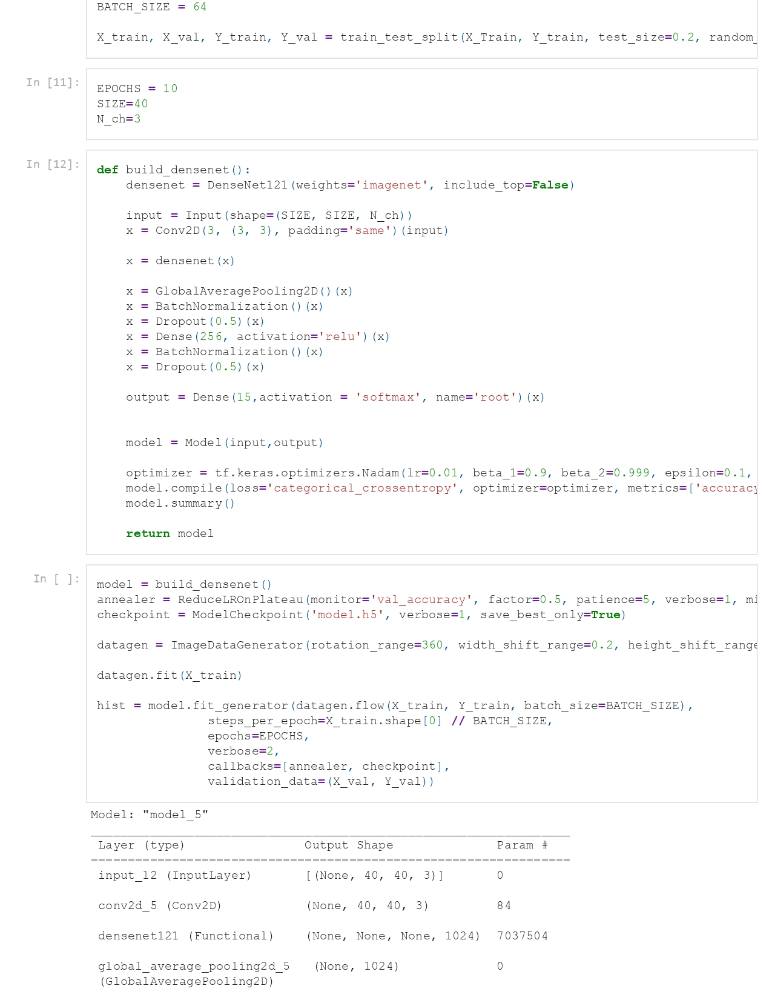 BATCH_SIZE = 64
X_train, X_val, Y_train, Y_val = train_test_split(X_Train, Y_train, test_size=0.2, random_
In [11]:
EPOCHS = 10
SIZE=40
N_ch=3
In [12]:
def build_densenet():
    densenet = DenseNet121(weights='imagenet', include_top=False)
    input = Input(shape=(SIZE, SIZE, N_ch))
    x = Conv2D(3, (3, 3), padding='same')(input)
    x = densenet(x)
    x = GlobalAveragePooling2D()(x)
    x = BatchNormalization()(x)
    x = Dropout(0.5)(x)
    x = Dense(256, activation='relu')(x)
    x = BatchNormalization()(x)
    x = Dropout(0.5)(x)
    output = Dense(15,activation = 'softmax', name='root')(x)
    model = Model(input,output)
    optimizer = tf.keras.optimizers.Nadam(lr=0.01, beta_1=0.9, beta_2=0.999, epsilon=0.1,
    model.compile(loss='categorical_crossentropy', optimizer=optimizer, metrics=['accuracy
    model.summary()
    return model
In [ ]:
model = build_densenet()
annealer = ReduceLROnPlateau(monitor='val_accuracy', factor=0.5, patience=5, verbose=1, mi
checkpoint = ModelCheckpoint('model.h5', verbose=1, save_best_only=True)
datagen = ImageDataGenerator(rotation_range=360, width_shift_range=0.2, height_shift_range
datagen.fit(X_train)
hist = model.fit_generator(datagen.flow(X_train, Y_train, batch_size=BATCH_SIZE),
               steps_per_epoch=X_train.shape[0] // BATCH_SIZE,
               epochs=EPOCHS,
               verbose=2,
               callbacks=[annealer, checkpoint],
               validation_data=(X_val, Y_val))
Model: "model_5"
_________________________________________________________________
 Layer (type)                Output Shape              Param #
=================================================================
 input_12 (InputLayer)       [(None, 40, 40, 3)]       0
 conv2d_5 (Conv2D)           (None, 40, 40, 3)         84
 densenet121 (Functional)    (None, None, None, 1024)  7037504
 global_average_pooling2d_5   (None, 1024)             0
 (GlobalAveragePooling2D)